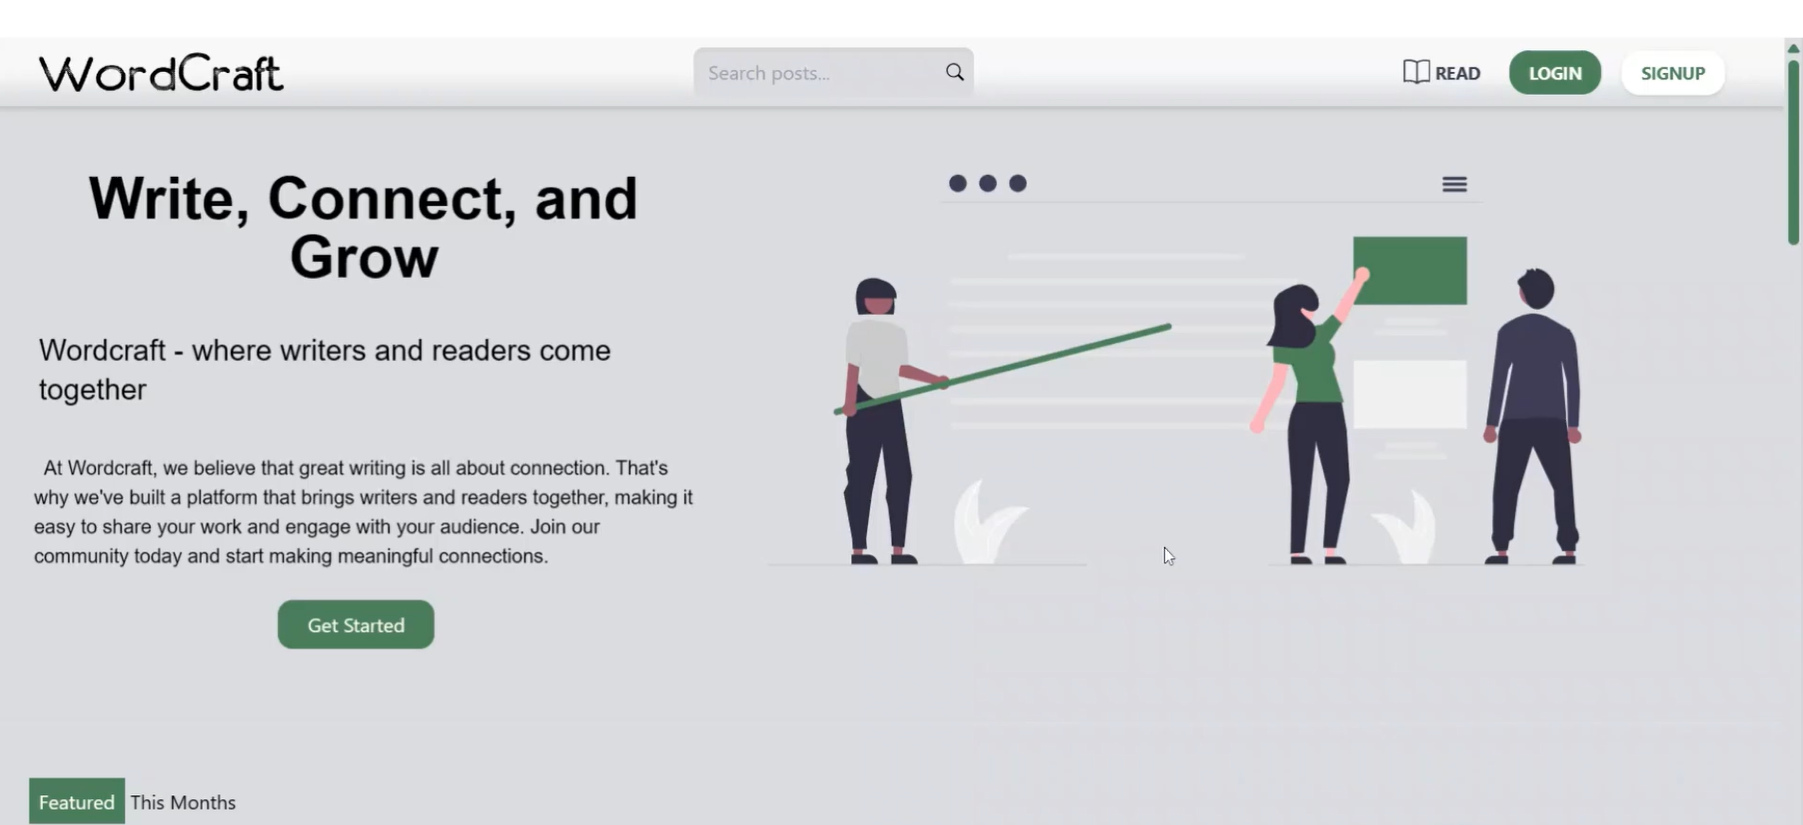 WordCraft
Search posts...
READ
LOGIN
SIGNUP
Write, Connect, and
Grow
Wordcraft - where writers and readers come
together
At Wordcraft, we believe that great writing is all about connection. That's
why we've built a platform that brings writers and readers together, making it
easy to share your work and engage with your audience. Join our
community today and start making meaningful connections.
Get Started
Featured This Months